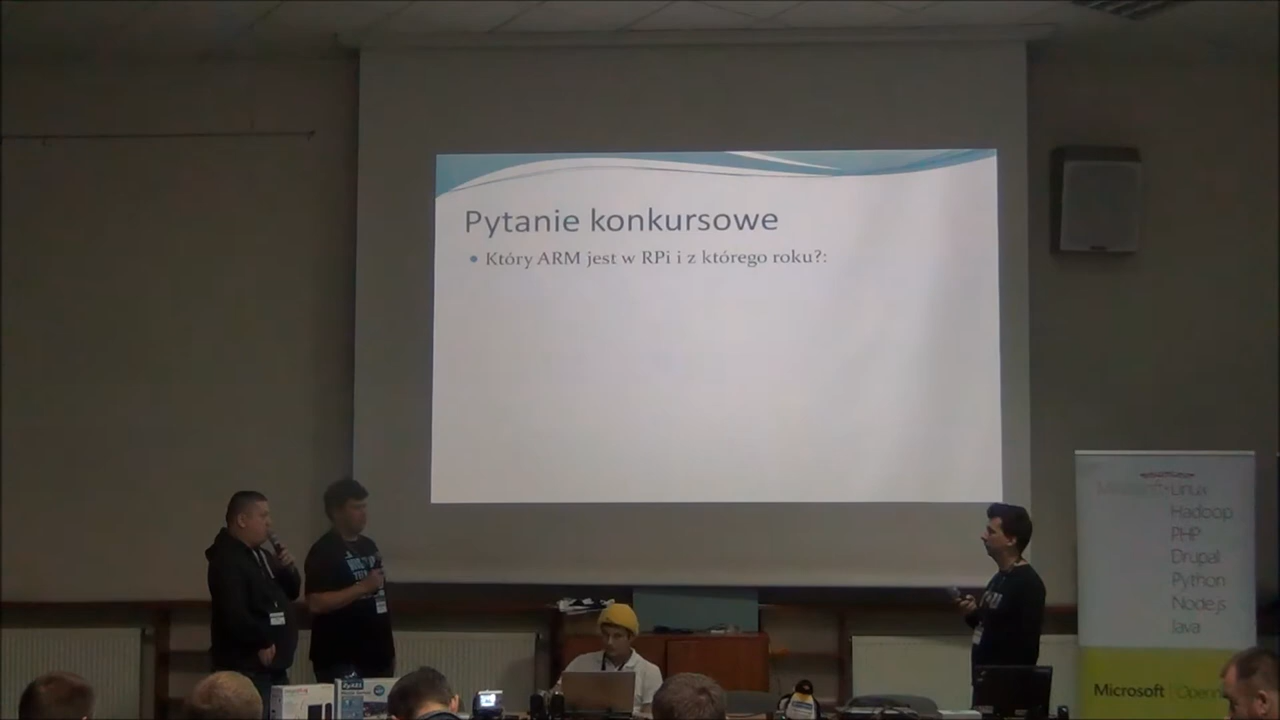 Pytanie konkursowe
• Który ARM jest w RPi i z którego roku?:
Linux
Hadoop
PHP
Drupal
Python
Node.js
Java
Microsoft